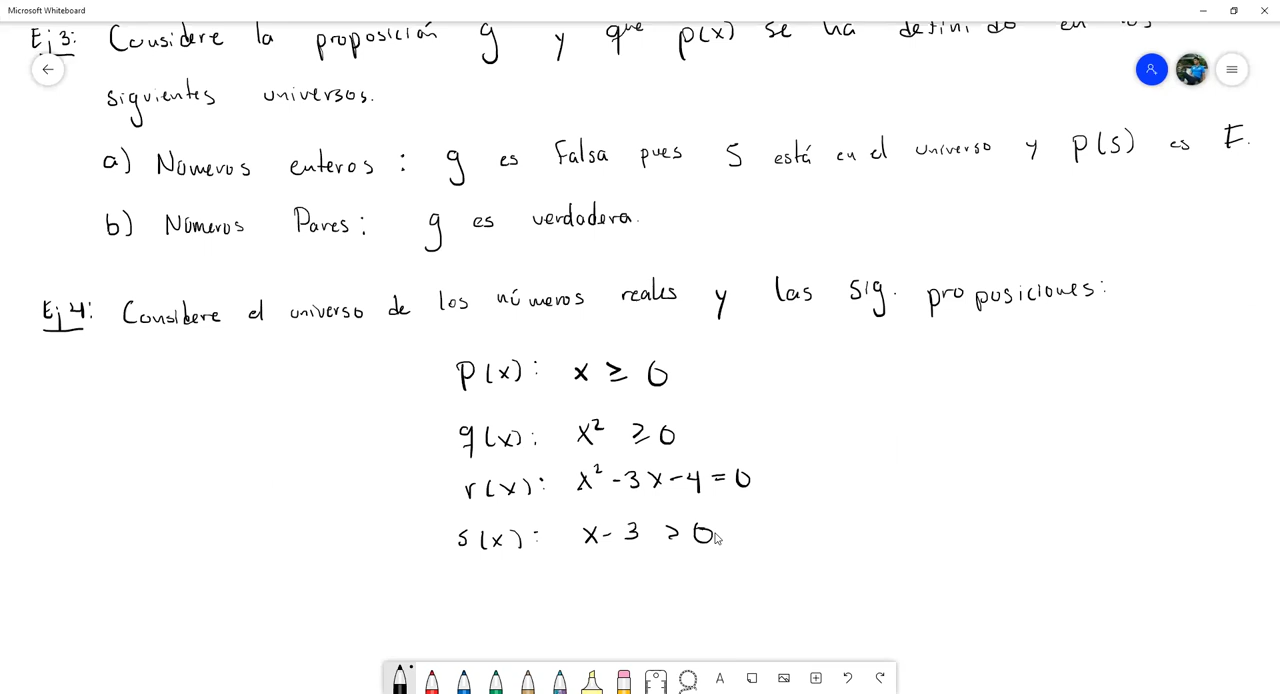 Microsoft Whiteboard
Ej 3: Considere la proposición g y que p(x) se ha definido en los
siguientes universos.
a) Números enteros : g es Falsa pues 5 está en el universo y p(5) es F.
b) Números Pares: g es verdadera.
Ej 4: Considere el universo de los números reales y las sig. proposiciones:
p(x): x ≥ 0
q(x): x² ≥ 0
r(x): x² - 3x - 4 = 0
s(x): x - 3 > 0